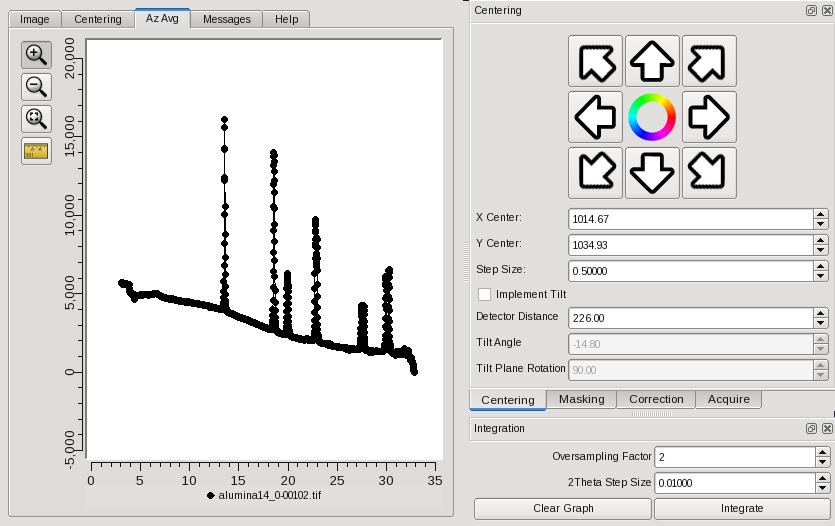 Image Centering Az Avg Messages Help
20,000
15,000
10,000
5,000
0
-5,000
0 5 10 15 20 25 30 35
alumina14_0-00102.tif
Centering
X Center: 1014.67
Y Center: 1034.93
Step Size: 0.50000
Implement Tilt
Detector Distance 226.00
Tilt Angle -14.80
Tilt Plane Rotation 90.00
Centering Masking Correction Acquire
Integration
Oversampling Factor 2
2Theta Step Size 0.01000
Clear Graph Integrate